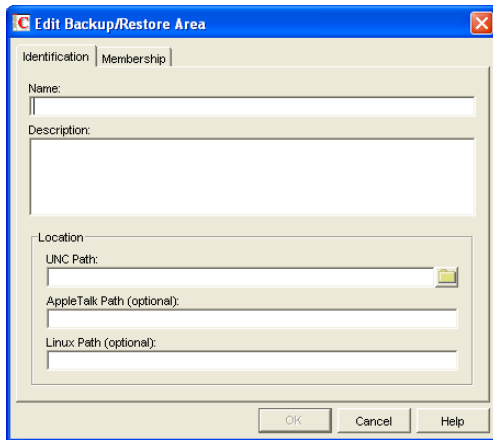 C Edit Backup/Restore Area
Identification Membership
Name:
Description:
Location
UNC Path:
AppleTalk Path (optional):
Linux Path (optional):
OK Cancel Help